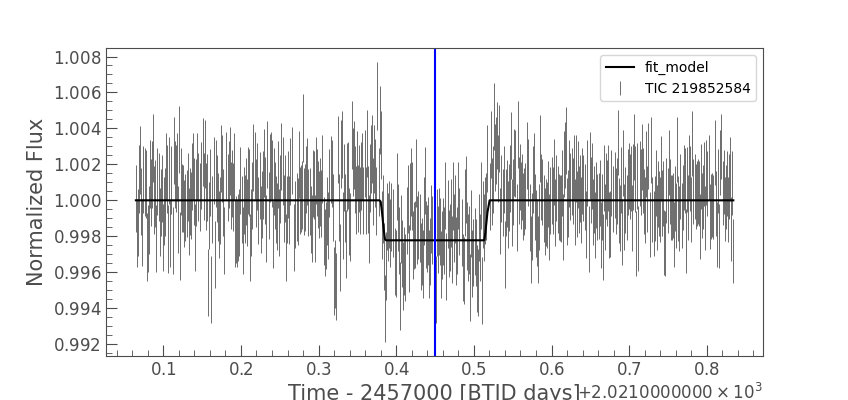 1.008
1.006
1.004
1.002
1.000
0.998
0.996
0.994
0.992
Normalized Flux
fit_model
TIC 219852584
0.1 0.2 0.3 0.4 0.5 0.6 0.7 0.8
Time - 2457000 [BTJD days]
+2.0210000000 × 10³